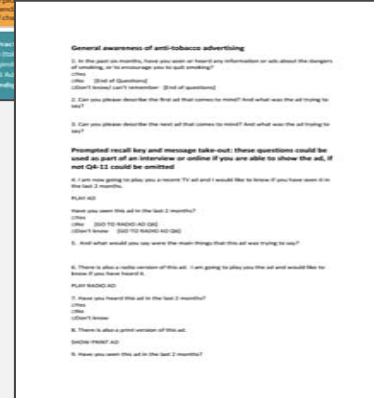 General awareness of anti-tobacco advertising
1. In the past six months, have you seen or heard any information or ads about the dangers
of smoking, or to encourage you to quit smoking?
□Yes
□No [End of Questions]
□Don't know/ can't remember [End of questions]
2. Can you please describe the first ad that comes to mind? And what was the ad trying to
say?
3. Can you please describe the next ad that comes to mind? And what was the ad trying to
say?
Prompted recall key and message take-out: these questions could be
used as part of an interview or online if you are able to show the ad, if
not Q4-11 could be omitted
4. I am now going to play you a recent TV ad and I would like to know if you have seen it in
the last 2 months.
PLAY AD
Have you seen this ad in the last 2 months?
□Yes
□No [GO TO RADIO AD Q6]
□Don't know [GO TO RADIO AD Q6]
5. And what would you say were the main things that this ad was trying to say?
6. There is also a radio version of this ad. I am going to play you the ad and would like to
know if you have heard it.
PLAY RADIO AD
7. Have you heard this ad in the last 2 months?
□Yes
□No
□Don't know
8. There is also a print version of this ad.
SHOW PRINT AD
9. Have you seen this ad in the last 2 months?